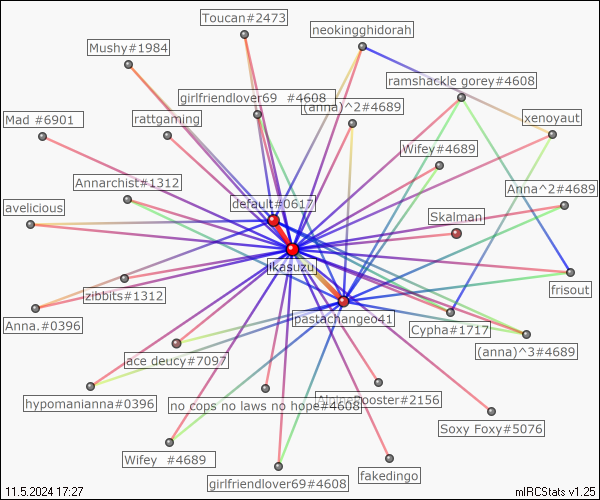 Toucan#2473
neokingghidorah
Mushy#1984
ramshackle gorey#4608
girlfriendlover69 #4608
(anna)^2#4689
Mad #6901
rattgaming
xenoyaut
Wifey#4689
Annarchist#1312
Anna^2#4689
default#0617
avelicious
Skalman
ikasuzu
zibbits#1312
frisout
pastachangeo41
Anna.#0396
Cypha#1717
(anna)^3#4689
ace deucy#7097
hypomanianna#0396
no cops no laws no hope#4608
Soxy Foxy#5076
Wifey #4689
fakedingo
girlfriendlover69#4608
11.5.2024 17:27
mIRCStats v1.25